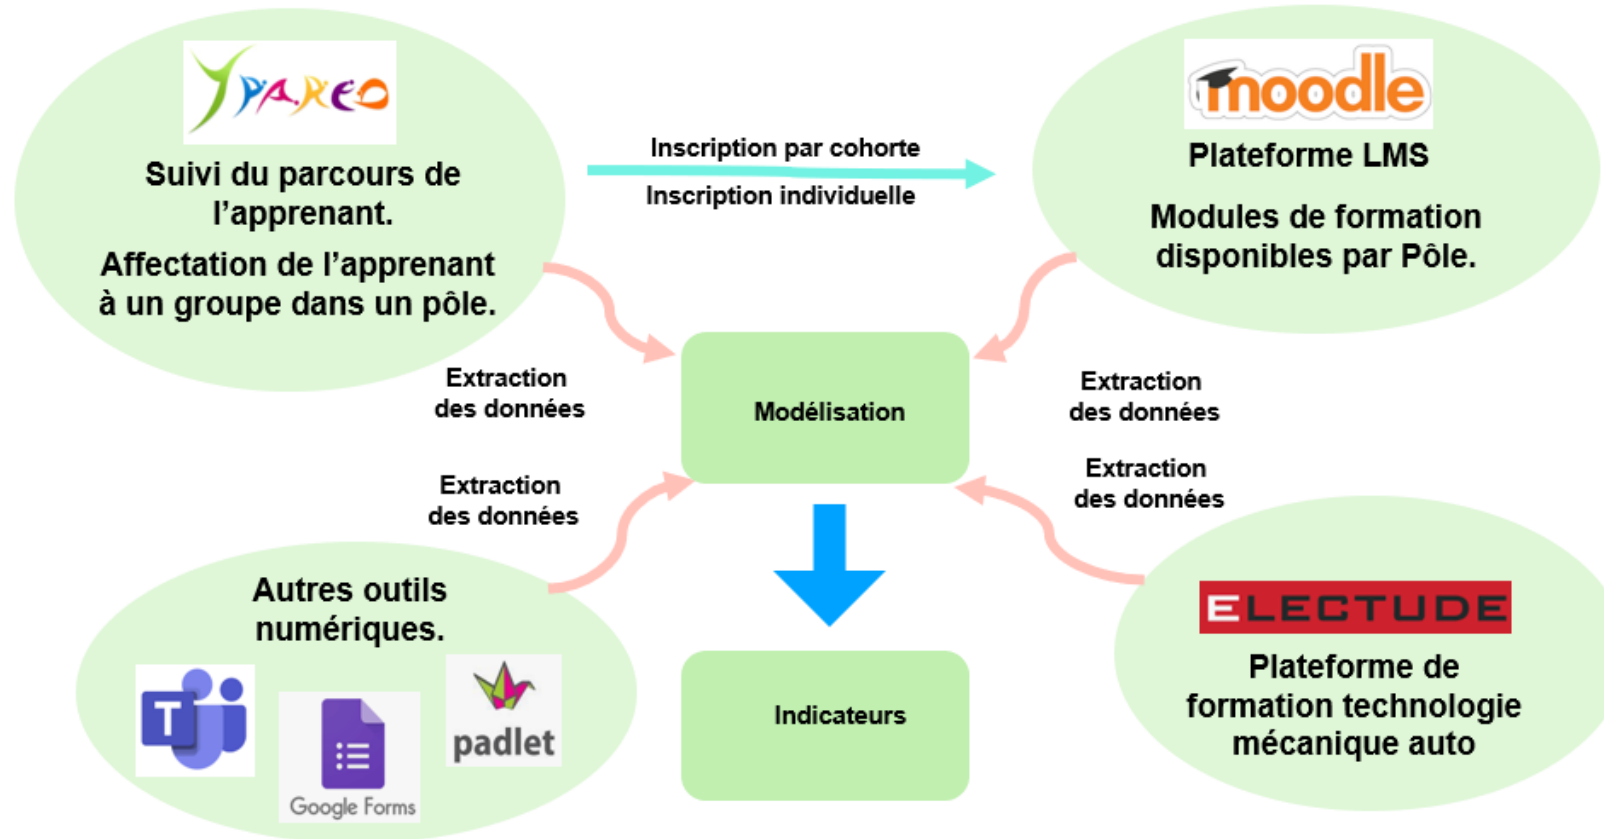 YPAREO
Suivi du parcours de
l’apprenant.
Affectation de l’apprenant
à un groupe dans un pôle.
Inscription par cohorte
Inscription individuelle
moodle
Plateforme LMS
Modules de formation
disponibles par Pôle.
Extraction
des données
Modélisation
Extraction
des données
Extraction
des données
Extraction
des données
Autres outils
numériques.
T
Google Forms
padlet
Indicateurs
ELECTUDE
Plateforme de
formation technologie
mécanique auto